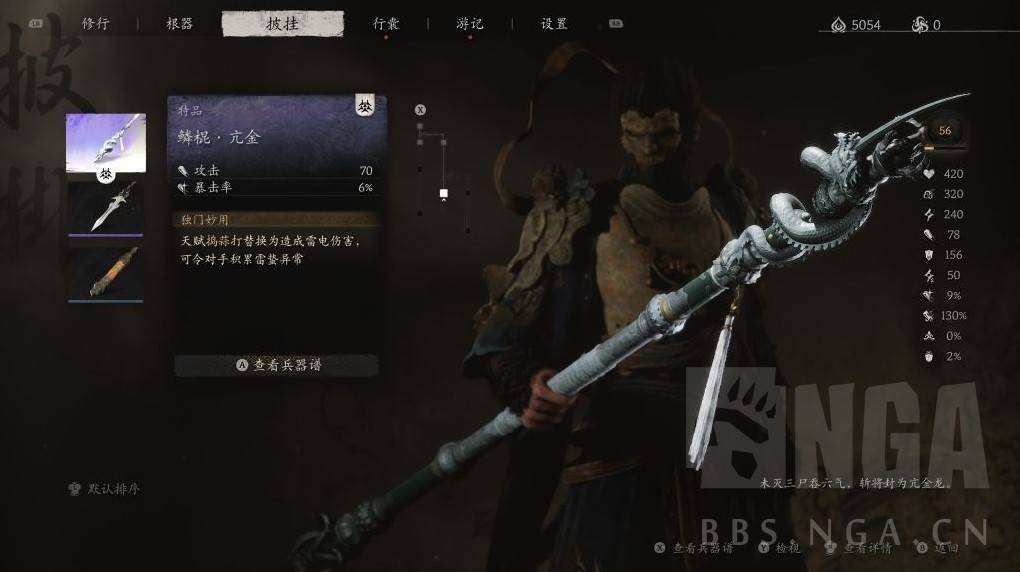 LB 修行 根器 披挂 行囊 游记 设置 RB
5054 0
披挂
特品
鳞棍·亢金
攻击 70
暴击率 6%
独门妙用
天赋捣蒜打替换为造成雷电伤害，
可令对手积累雷蛰异常
A 查看兵器谱
X
56
420
320
240
78
156
50
9%
130%
0%
2%
NGA
默认排序
未灭三尸吞六气，斩将封为亢金龙。
BBS.NGA.CN
X 查看兵器谱 Y 检视 查看详情 B 返回